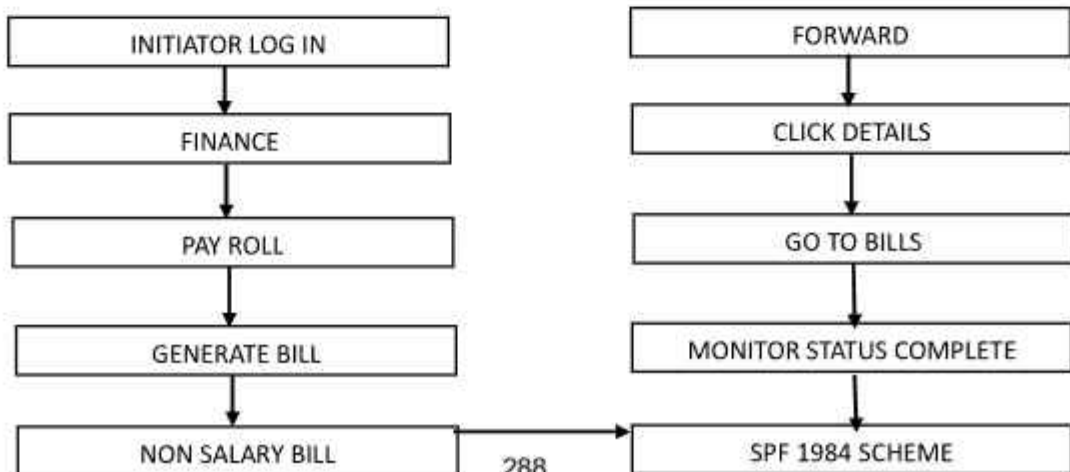 INITIATOR LOG IN
FINANCE
PAY ROLL
GENERATE BILL
NON SALARY BILL
FORWARD
CLICK DETAILS
GO TO BILLS
MONITOR STATUS COMPLETE
SPF 1984 SCHEME
288